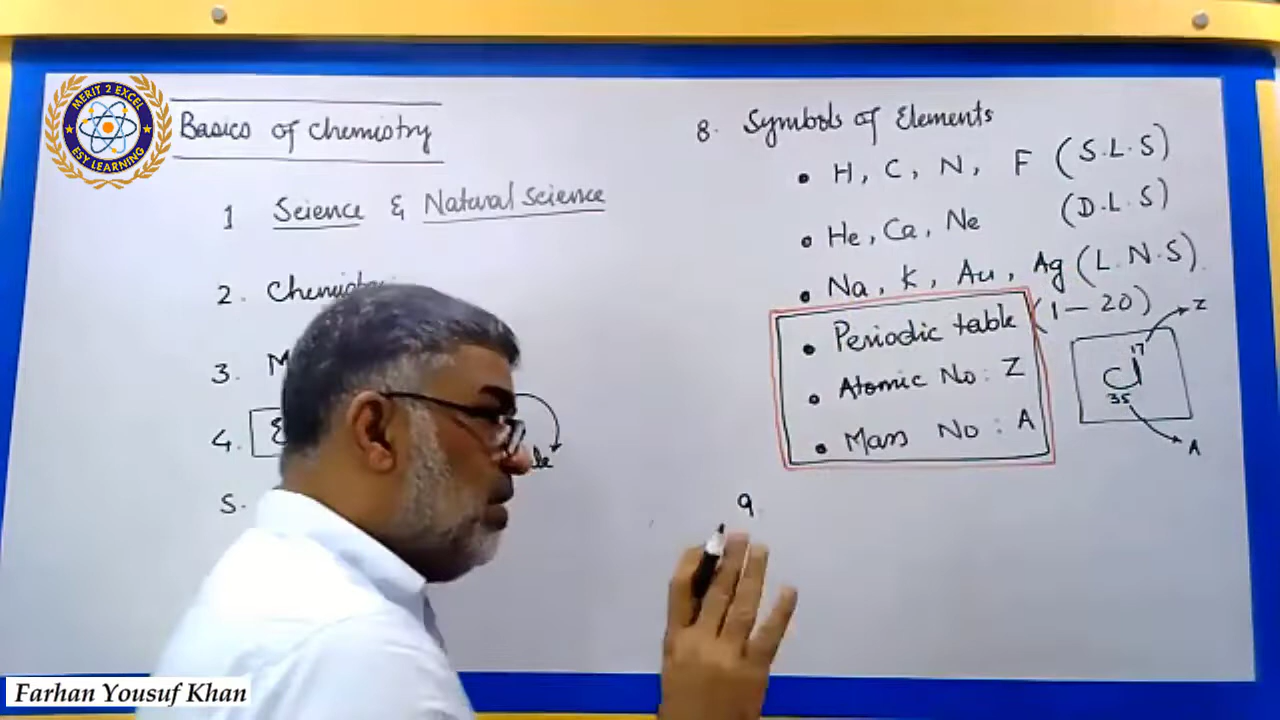 MERIT 2 EXCEL
ESY LEARNING
Basics of Chemistry
1 Science & Natural Science
2.
3.
4.
5.
8. Symbols of Elements
• H, C, N, F (S.L.S)
• He, Ca, Ne (D.L.S)
• Na, K, Au, Ag (L.N.S).
• Periodic table (1-20)
• Atomic No: Z
• Mass No: A
Z
17
Cl
35
A
9.
Farhan Yousuf Khan